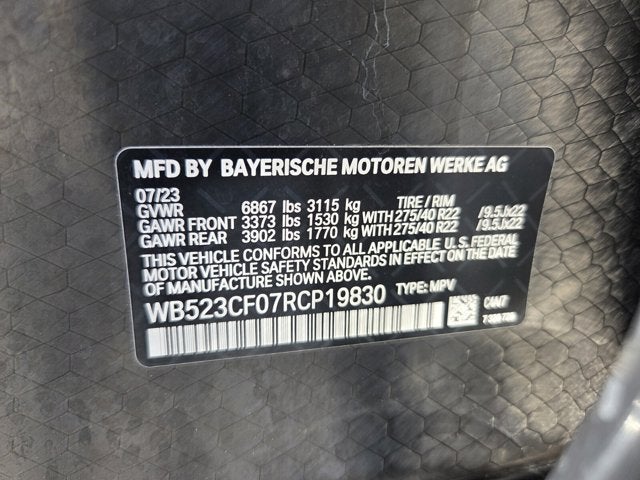 MFD BY BAYERISCHE MOTOREN WERKE AG
07/23
GVWR 6867 lbs 3115 kg TIRE / RIM
GAWR FRONT 3373 lbs 1530 kg WITH 275/40 R22 /9.5Jx22
GAWR REAR 3902 lbs 1770 kg WITH 275/40 R22 /9.5Jx22
THIS VEHICLE CONFORMS TO ALL APPLICABLE U.S. FEDERAL
MOTOR VEHICLE SAFETY STANDARDS IN EFFECT ON THE DATE
OF MANUFACTURE SHOWN ABOVE.
WB523CF07RCP19830 TYPE: MPV